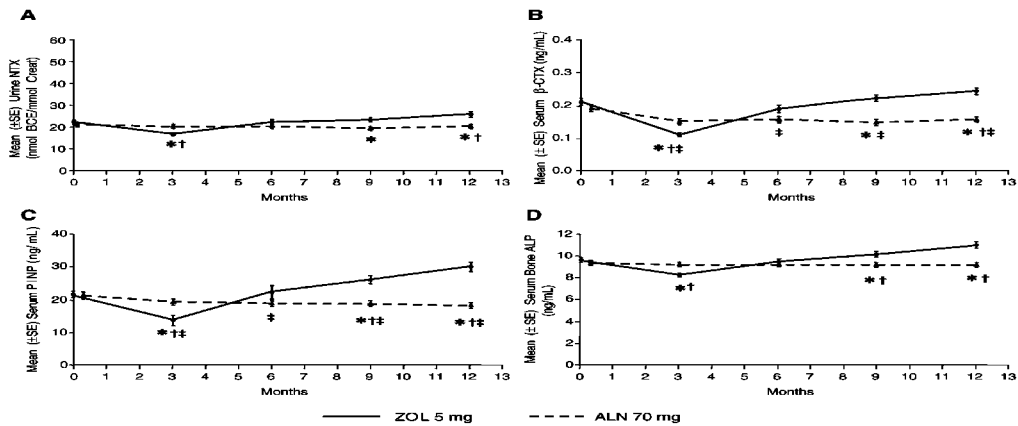 A
Mean (±SE) Urine NTX
(nmol BCE/mmol Creat)
60
50
40
30
20
10
0
*†
*
*†
0 1 2 3 4 5 6 7 8 9 10 11 12 13
Months
B
Mean (± SE) Serum β-CTX (ng/mL)
0.4
0.3
0.2
0.1
0.0
*†‡
‡
*‡
*†‡
0 1 2 3 4 5 6 7 8 9 10 11 12 13
Months
C
Mean (±SE) Serum P INP (ng/mL)
40
30
20
10
0
*†‡
‡
*†‡
*†‡
0 1 2 3 4 5 6 7 8 9 10 11 12 13
Months
D
Mean (± SE) Serum Bone ALP
(ng/mL)
12
10
8
6
4
2
0
*†
*†
*†
0 1 2 3 4 5 6 7 8 9 10 11 12 13
Months
ZOL 5 mg
ALN 70 mg